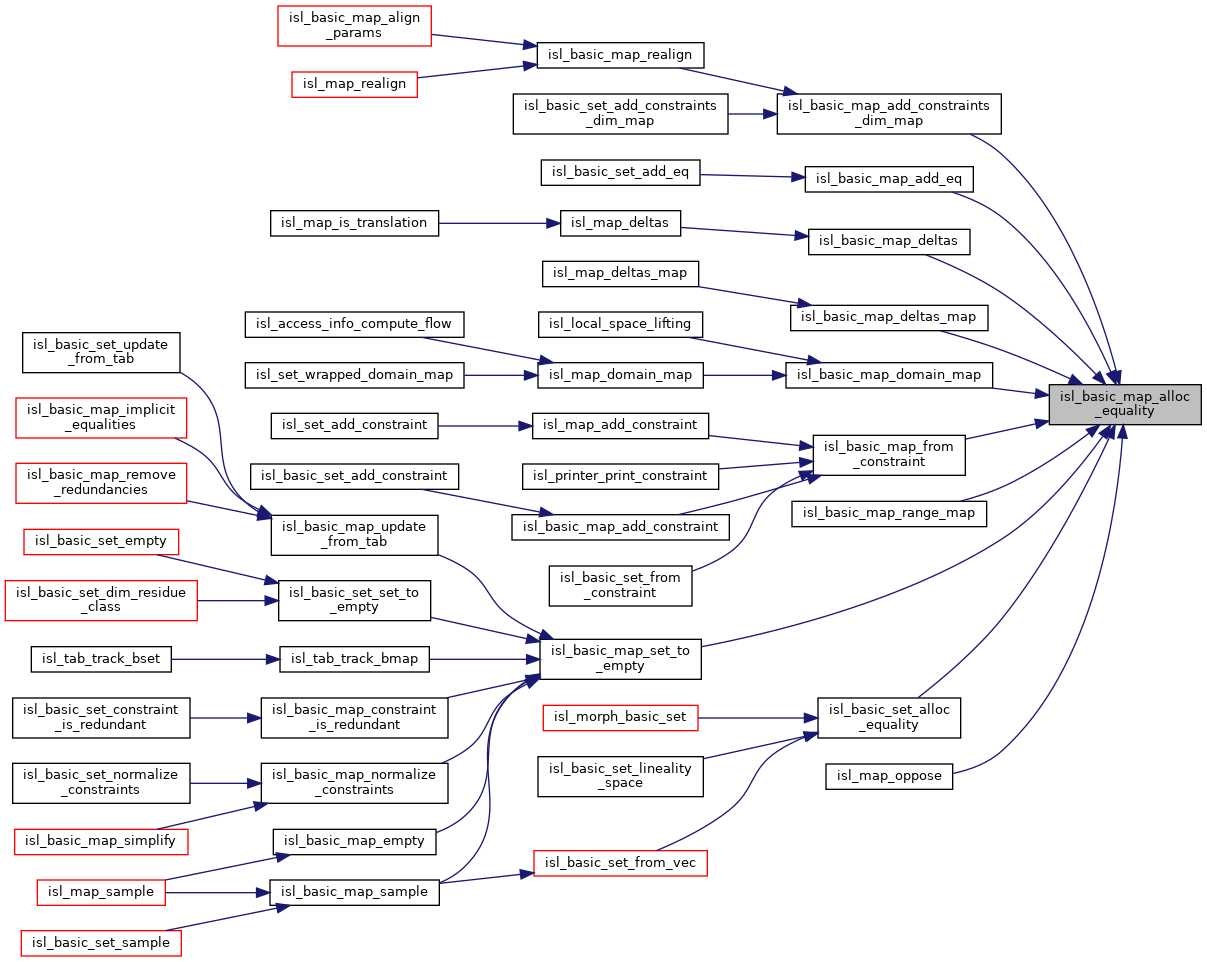 isl_basic_map_align
_params
isl_basic_map_realign
isl_map_realign
isl_basic_set_add_constraints
_dim_map
isl_basic_map_add_constraints
_dim_map
isl_basic_set_add_eq
isl_basic_map_add_eq
isl_map_is_translation
isl_map_deltas
isl_basic_map_deltas
isl_map_deltas_map
isl_basic_map_deltas_map
isl_access_info_compute_flow
isl_local_space_lifting
isl_basic_set_update
_from_tab
isl_set_wrapped_domain_map
isl_map_domain_map
isl_basic_map_domain_map
isl_basic_map_alloc
_equality
isl_basic_map_implicit
_equalities
isl_set_add_constraint
isl_map_add_constraint
isl_basic_map_from
_constraint
isl_basic_map_remove
_redundancies
isl_basic_set_add_constraint
isl_printer_print_constraint
isl_basic_map_range_map
isl_basic_map_update
_from_tab
isl_basic_map_add_constraint
isl_basic_set_empty
isl_basic_set_dim_residue
_class
isl_basic_set_set_to
_empty
isl_basic_set_from
_constraint
isl_tab_track_bset
isl_tab_track_bmap
isl_basic_map_set_to
_empty
isl_basic_set_constraint
_is_redundant
isl_basic_map_constraint
_is_redundant
isl_morph_basic_set
isl_basic_set_alloc
_equality
isl_basic_set_normalize
_constraints
isl_basic_map_normalize
_constraints
isl_basic_set_lineality
_space
isl_map_oppose
isl_basic_map_simplify
isl_basic_map_empty
isl_basic_set_from_vec
isl_map_sample
isl_basic_map_sample
isl_basic_set_sample